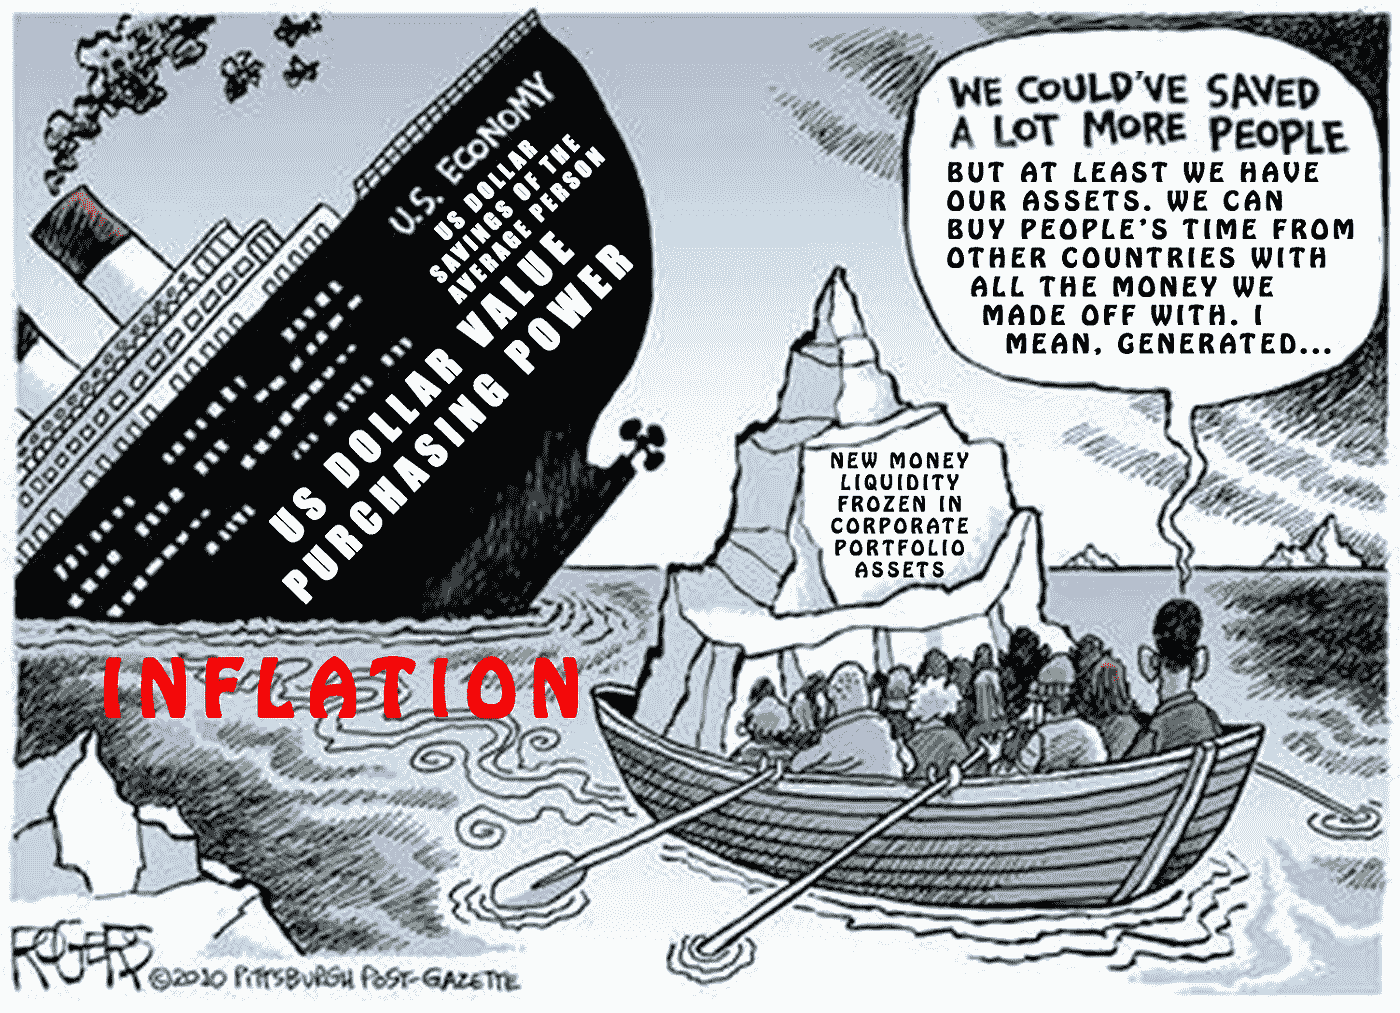 WE COULD'VE SAVED
A LOT MORE PEOPLE
BUT AT LEAST WE HAVE
OUR ASSETS. WE CAN
BUY PEOPLE'S TIME FROM
OTHER COUNTRIES WITH
ALL THE MONEY WE
MADE OFF WITH. I
MEAN, GENERATED...
U.S. ECONOMY
US DOLLAR
SAVINGS OF THE
AVERAGE PERSON
US DOLLAR VALUE
PURCHASING POWER
NEW MONEY
LIQUIDITY
FROZEN IN
CORPORATE
PORTFOLIO
ASSETS
INFLATION
ROGERS ©2010 PITTSBURGH POST-GAZETTE